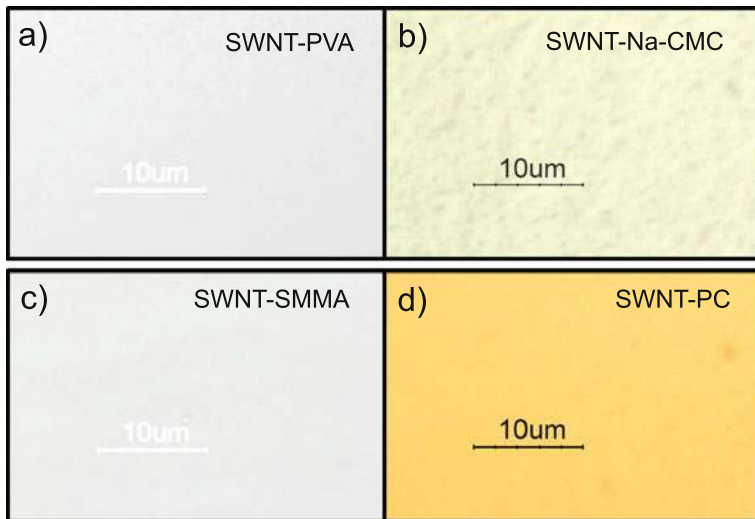 a)
SWNT-PVA
10um
b)
SWNT-Na-CMC
10um
c)
SWNT-SMMA
10um
d)
SWNT-PC
10um